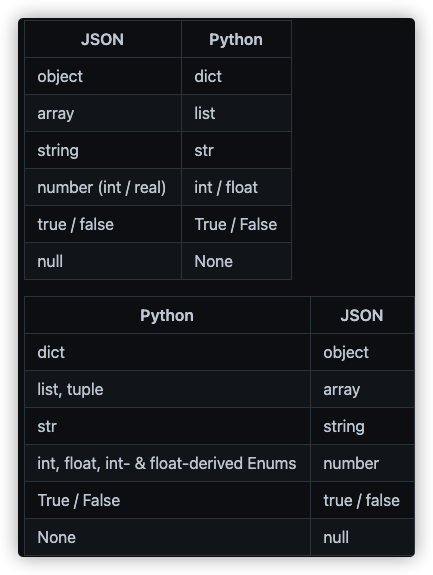 JSON Python
object dict
array list
string str
number (int / real) int / float
true / false True / False
null None
Python JSON
dict object
list, tuple array
str string
int, float, int- & float-derived Enums number
True / False true / false
None null